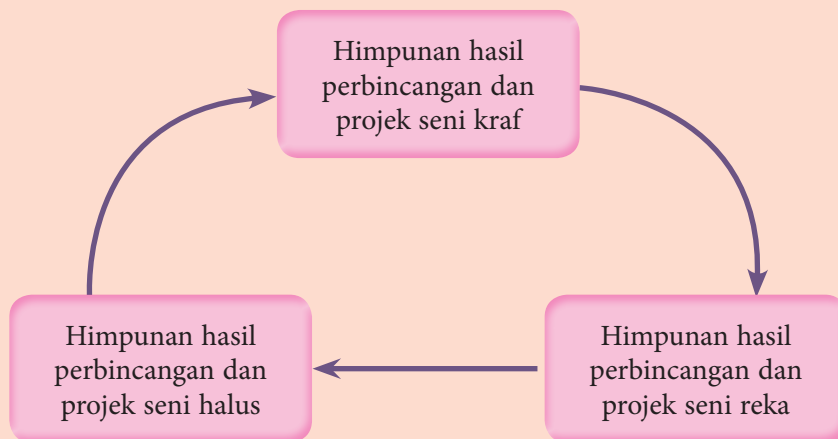 Himpunan hasil
perbincangan dan
projek seni kraf
Himpunan hasil
perbincangan dan
projek seni halus
Himpunan hasil
perbincangan dan
projek seni reka